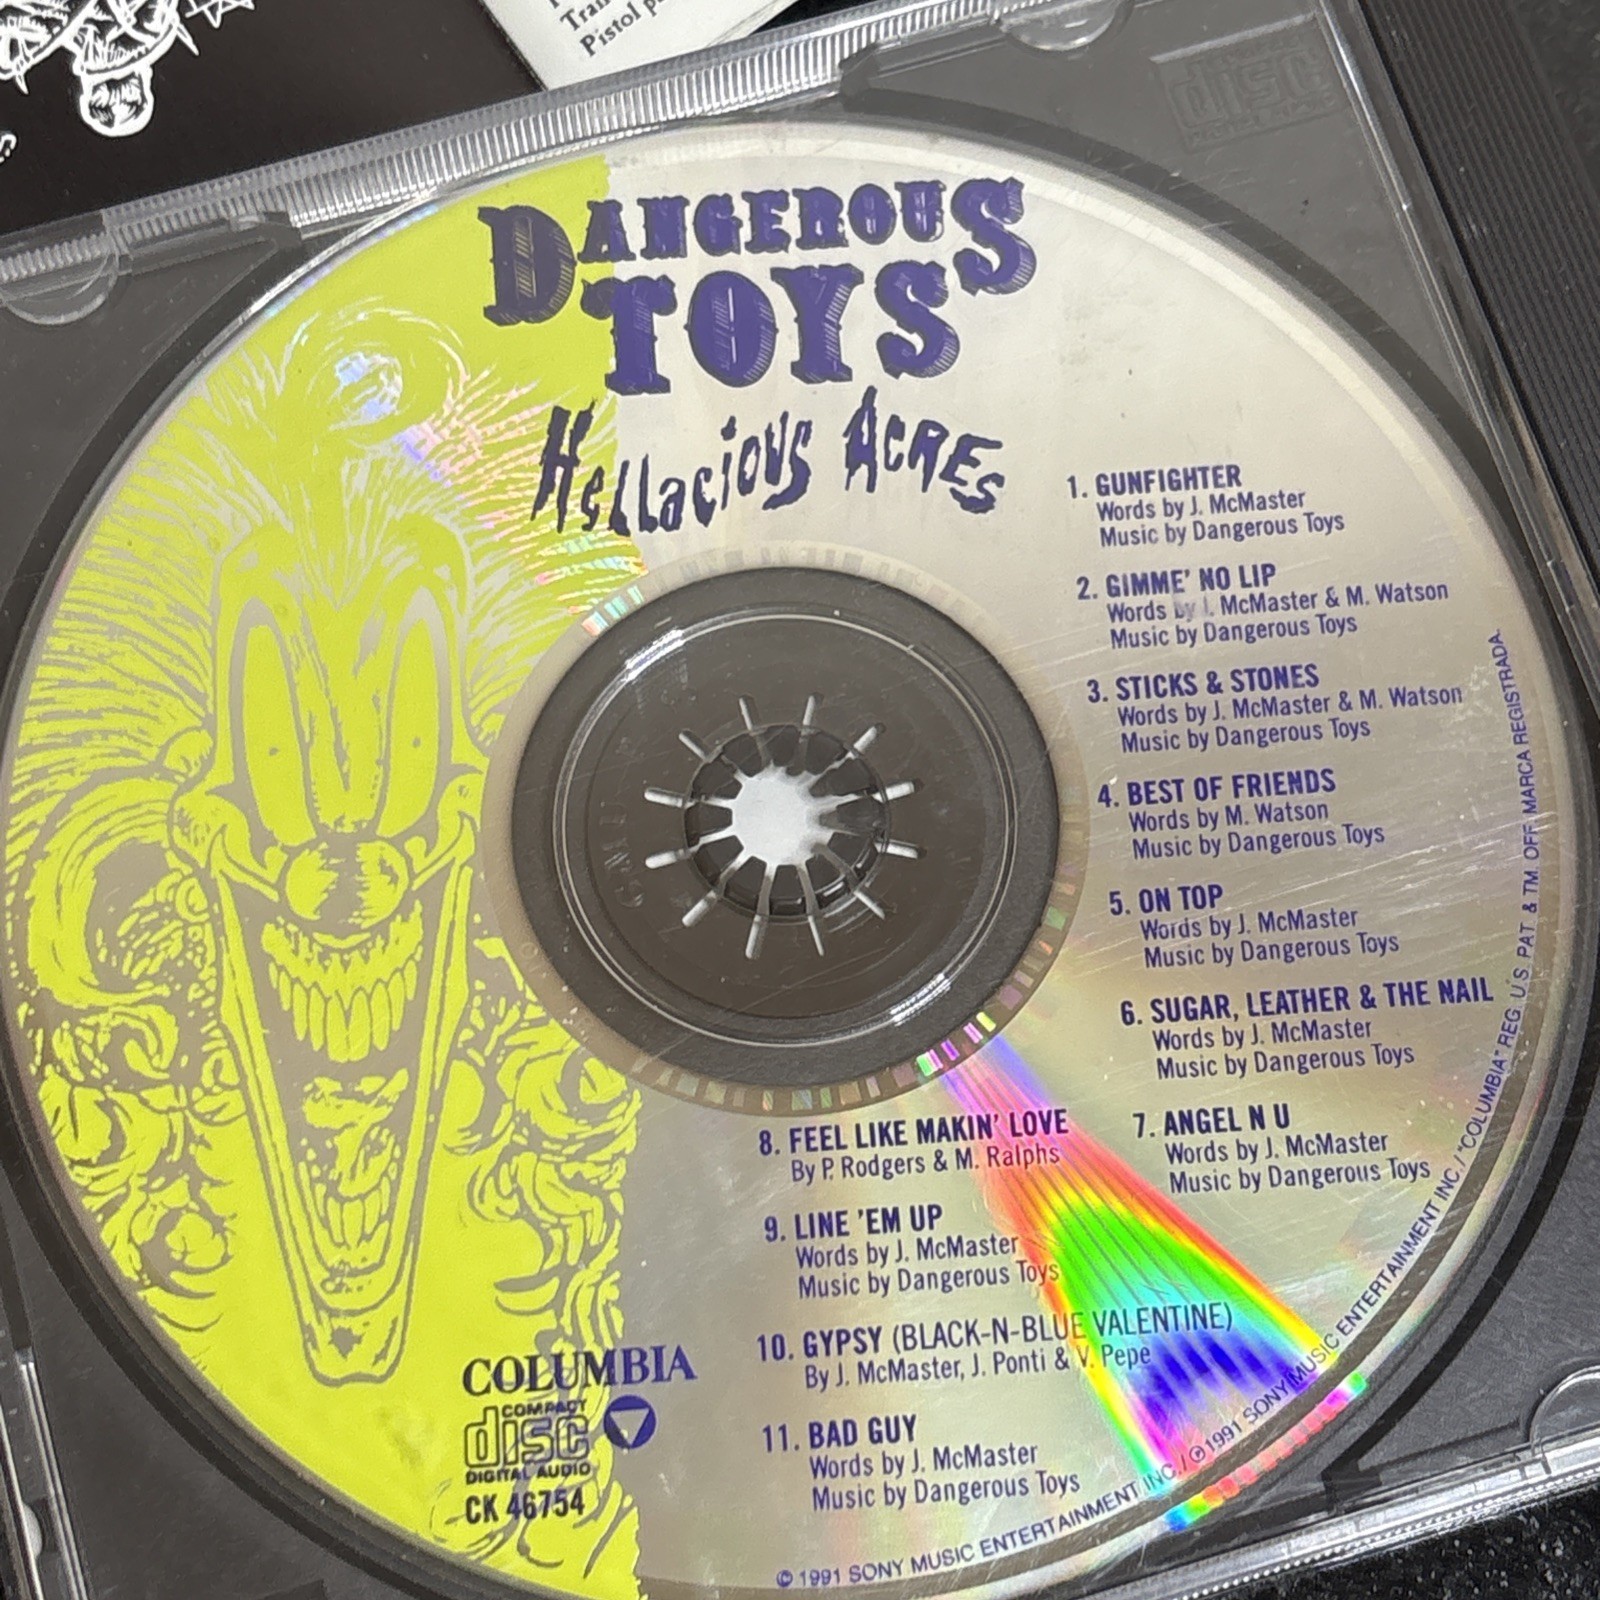 Tran
Pistol
DANGEROUS
TOYS
HELLACIOUS ACRES
1. GUNFIGHTER
Words by J. McMaster
Music by Dangerous Toys
2. GIMME' NO LIP
Words by J. McMaster & M. Watson
Music by Dangerous Toys
3. STICKS & STONES
Words by J. McMaster & M. Watson
Music by Dangerous Toys
4. BEST OF FRIENDS
Words by M. Watson
Music by Dangerous Toys
5. ON TOP
Words by J. McMaster
Music by Dangerous Toys
6. SUGAR, LEATHER & THE NAIL
Words by J. McMaster
Music by Dangerous Toys
7. ANGEL N U
Words by J. McMaster
Music by Dangerous Toys
8. FEEL LIKE MAKIN' LOVE
By P. Rodgers & M. Ralphs
9. LINE 'EM UP
Words by J. McMaster
Music by Dangerous Toys
10. GYPSY (BLACK-N-BLUE VALENTINE)
By J. McMaster, J. Ponti & V. Pepe
11. BAD GUY
Words by J. McMaster
Music by Dangerous Toys
COLUMBIA
COMPACT
disc
DIGITAL AUDIO
CK 46754
© 1991 SONY MUSIC ENTERTAINMENT INC. / ℗ 1991 SONY MUSIC ENTERTAINMENT INC. / "COLUMBIA" REG. U.S. PAT. & TM. OFF. MARCA REGISTRADA.
disc